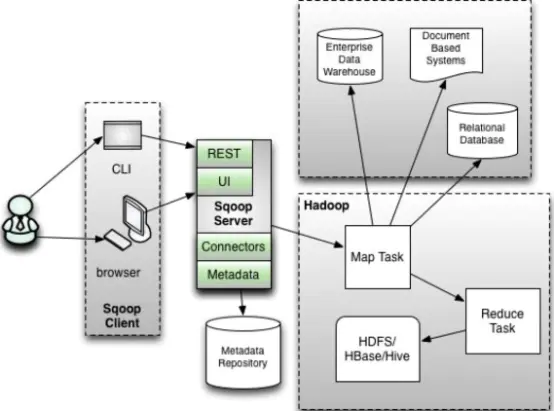 Enterprise
Data
Warehouse
Document
Based
Systems
Relational
Database
CLI
browser
Sqoop
Client
REST
UI
Sqoop
Server
Connectors
Metadata
Metadata
Repository
Hadoop
Map Task
Reduce
Task
HDFS/
HBase/Hive